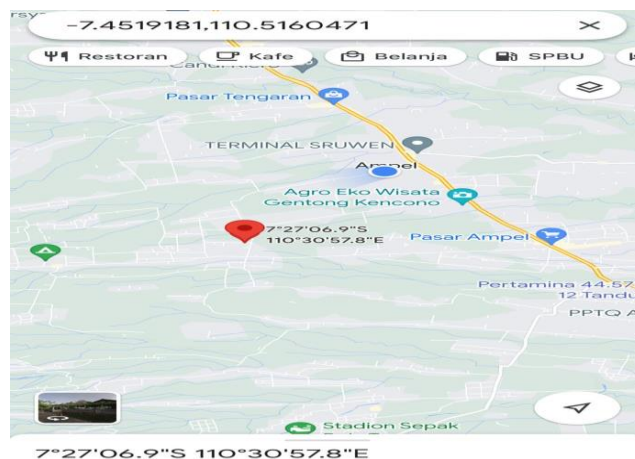 -7.4519181,110.5160471
Restoran
Kafe
Belanja
SPBU
Pasar Tengaran
TERMINAL SRUWEN
Ampel
Agro Eko Wisata
Gentong Kencono
7°27'06.9"S
110°30'57.8"E
Pasar Ampel
Pertamina 44.57
12 Tandu
PPTQ A
Stadion Sepak
7°27'06.9"S 110°30'57.8"E